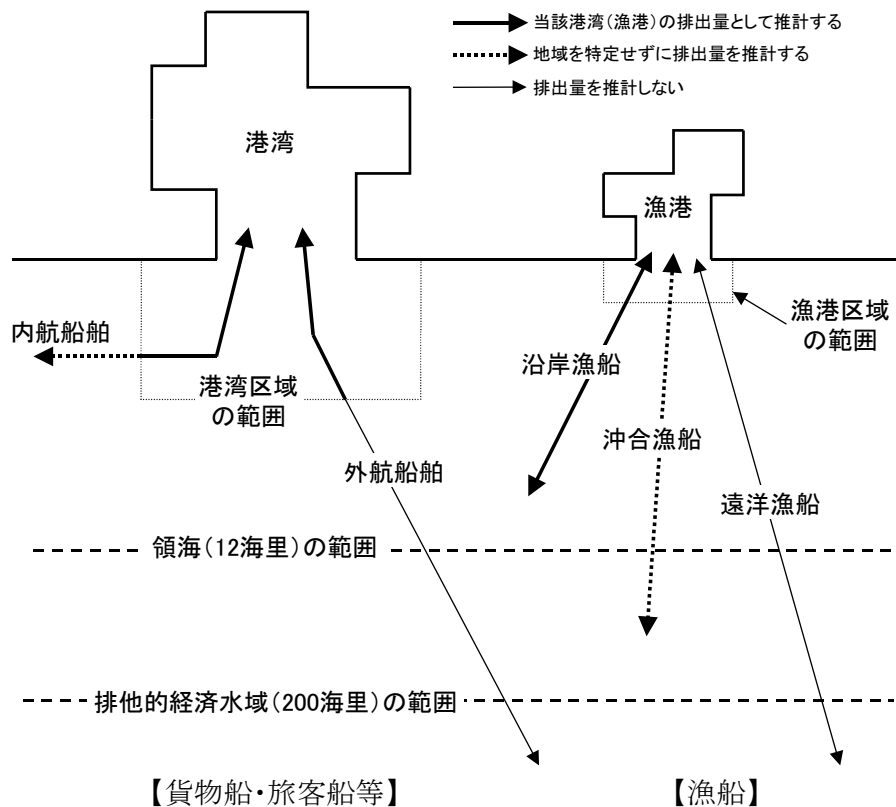 当該港湾(漁港)の排出量として推計する
地域を特定せずに排出量を推計する
排出量を推計しない
港湾
漁港
内航船舶
港湾区域
の範囲
漁港区域
の範囲
沿岸漁船
沖合漁船
外航船舶
遠洋漁船
領海(12海里)の範囲
排他的経済水域(200海里)の範囲
【貨物船・旅客船等】
【漁船】